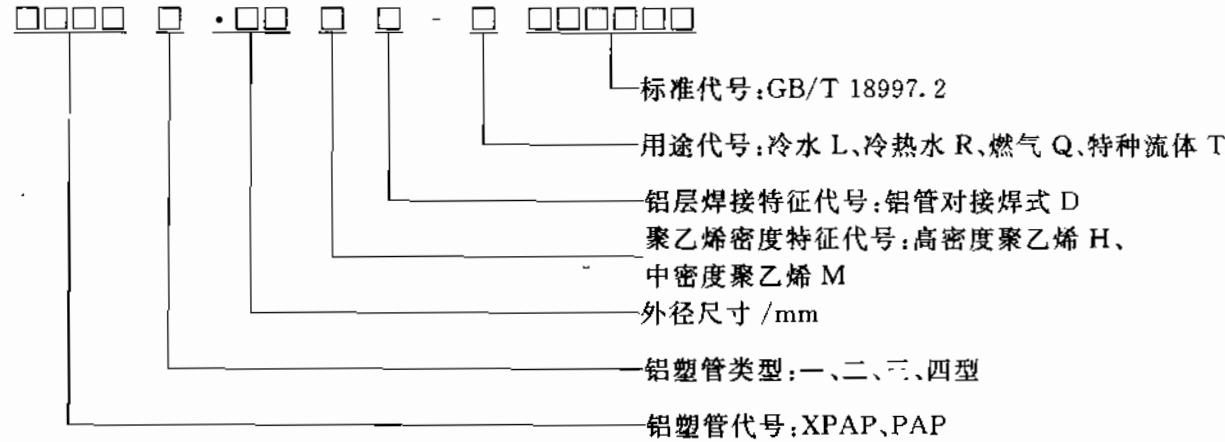 □□□□ □ ·□□ □ □ - □ □□□□□□
标准代号:GB/T 18997.2
用途代号:冷水 L、冷热水 R、燃气 Q、特种流体 T
铝层焊接特征代号:铝管对接焊式 D
聚乙烯密度特征代号:高密度聚乙烯 H、
中密度聚乙烯 M
外径尺寸 /mm
铝塑管类型:一、二、三、四型
铝塑管代号:XPAP、PAP